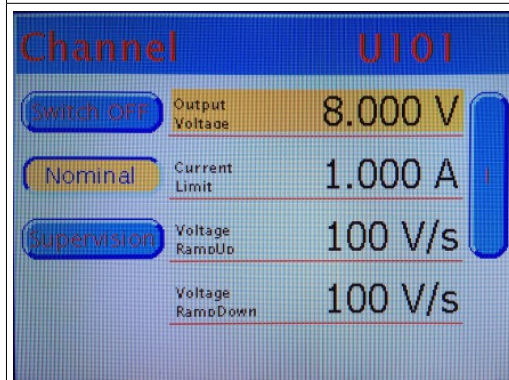 Channel U101
Switch OFF
Output Voltage 8.000 V
Nominal
Current Limit 1.000 A
Supervision
Voltage RampUp 100 V/s
Voltage RampDown 100 V/s